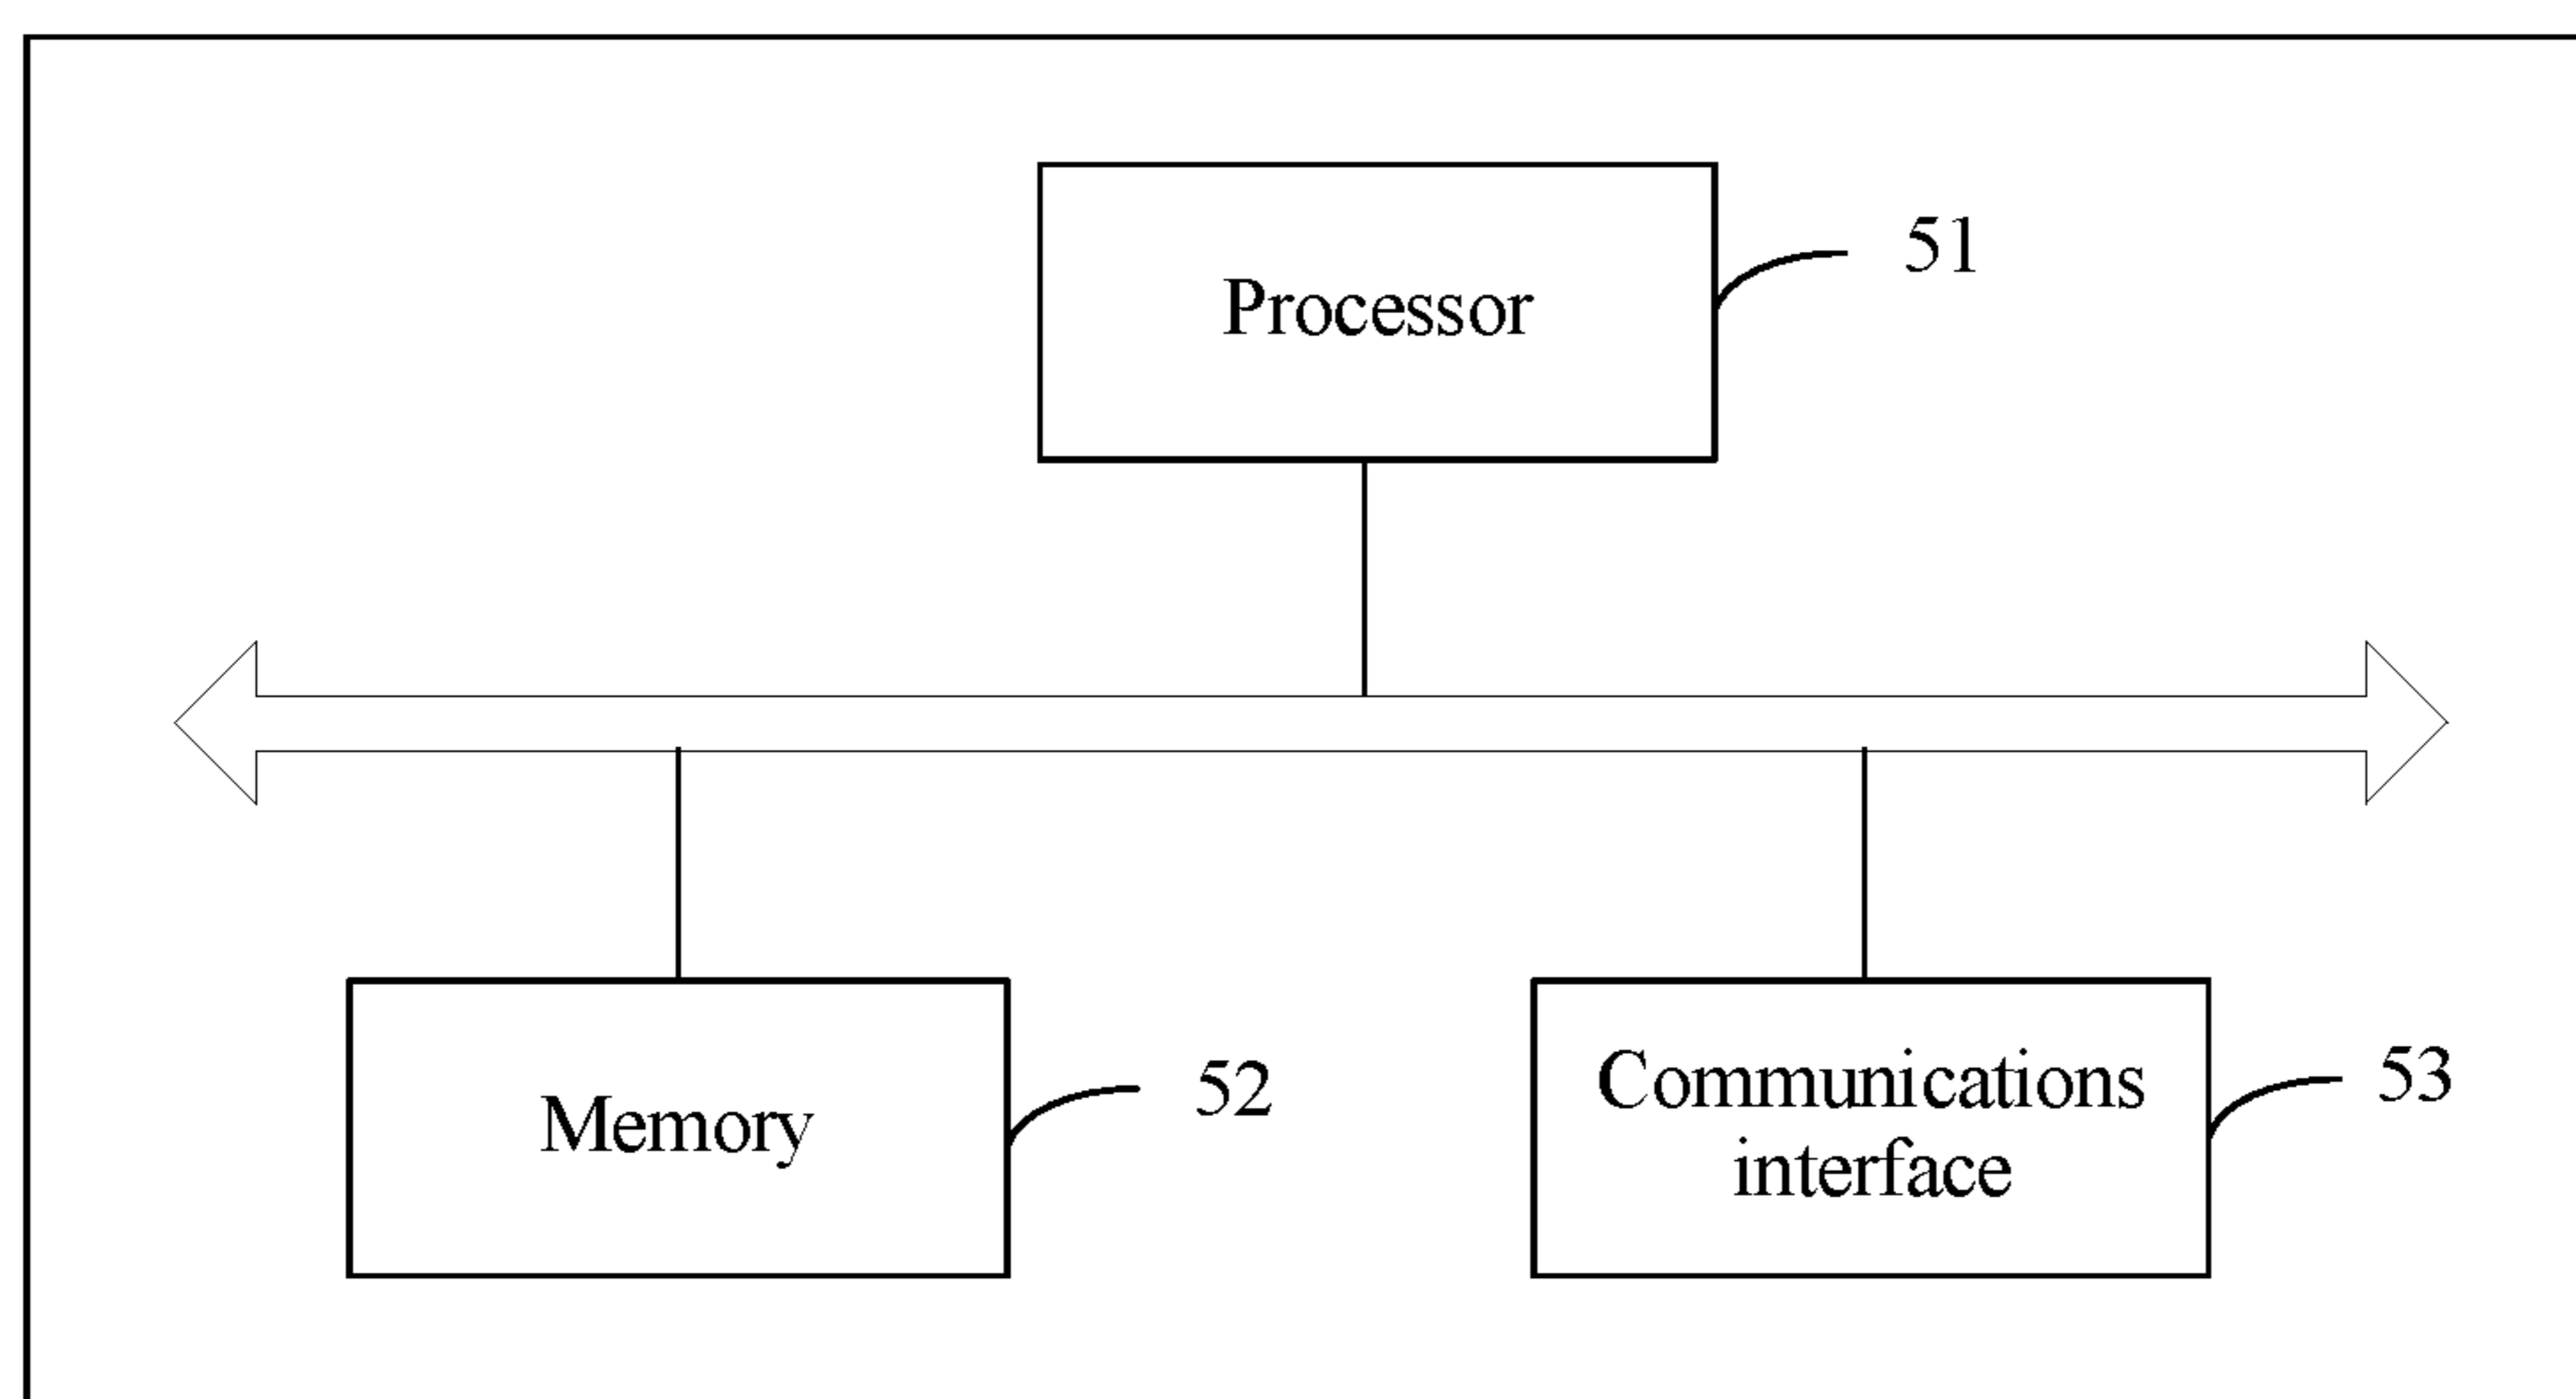 51
Processor
52
Memory
Communications
interface
53